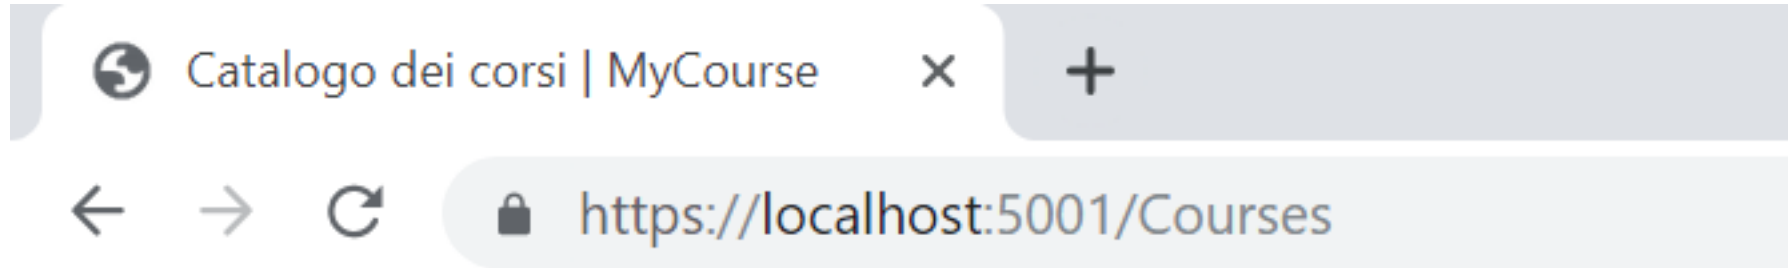 Catalogo dei corsi | MyCourse
https://localhost:5001/Courses